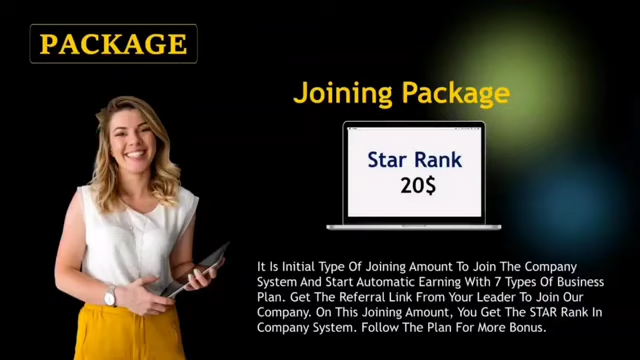 PACKAGE
Joining Package
Star Rank
20$
It Is Initial Type Of Joining Amount To Join The Company
System And Start Automatic Earning With 7 Types Of Business
Plan. Get The Referral Link From Your Leader To Join Our
Company. On This Joining Amount, You Get The STAR Rank In
Company System. Follow The Plan For More Bonus.